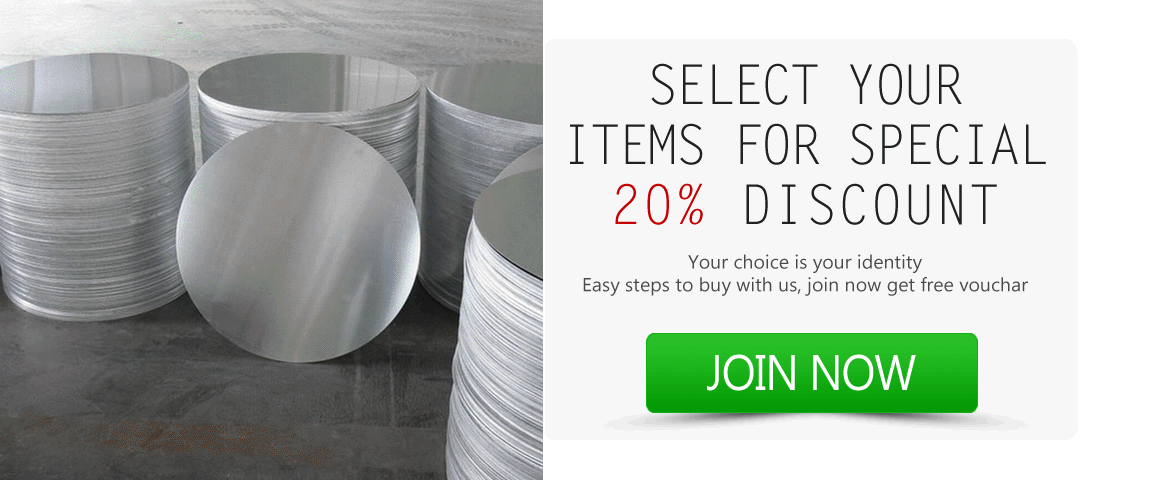 SELECT YOUR
ITEMS FOR SPECIAL
20% DISCOUNT
Your choice is your identity
Easy steps to buy with us, join now get free vouchar
JOIN NOW